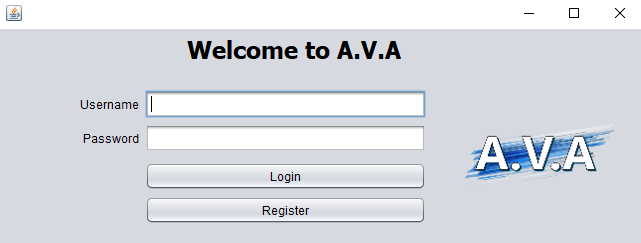 Welcome to A.V.A
Username
Password
A.V.A
Login
Register